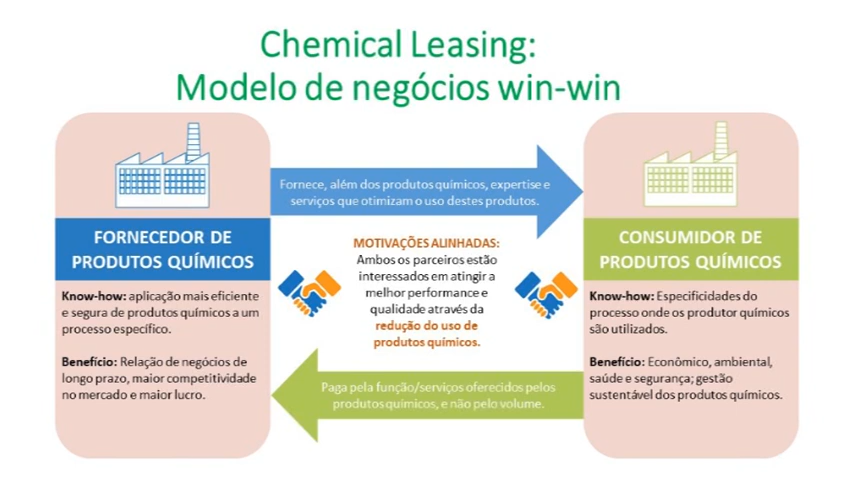 Chemical Leasing:
Modelo de negócios win-win
Fornece, além dos produtos químicos, expertise e
serviços que otimizam o uso destes produtos.
FORNECEDOR DE
PRODUTOS QUÍMICOS
Know-how: aplicação mais eficiente
e segura de produtos químicos a um
processo específico.
Benefício: Relação de negócios de
longo prazo, maior competitividade
no mercado e maior lucro.
MOTIVAÇÕES ALINHADAS:
Ambos os parceiros estão
interessados em atingir a
melhor performance e
qualidade através da
redução do uso de
produtos químicos.
CONSUMIDOR DE
PRODUTOS QUÍMICOS
Know-how: Especificidades do
processo onde os produtor químicos
são utilizados.
Benefício: Econômico, ambiental,
saúde e segurança; gestão
sustentável dos produtos químicos.
Paga pela função/serviços oferecidos pelos
produtos químicos, e não pelo volume.